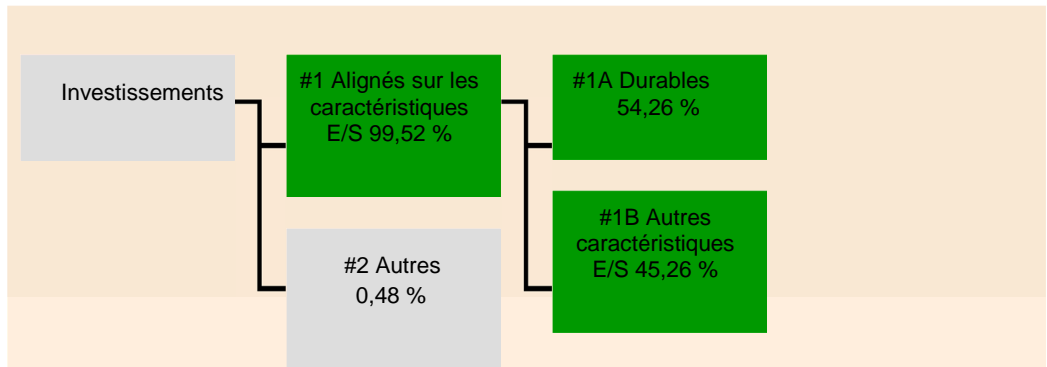 Investissements
#1 Alignés sur les
caractéristiques
E/S 99,52 %
#1A Durables
54,26 %
#1B Autres
caractéristiques
E/S 45,26 %
#2 Autres
0,48 %